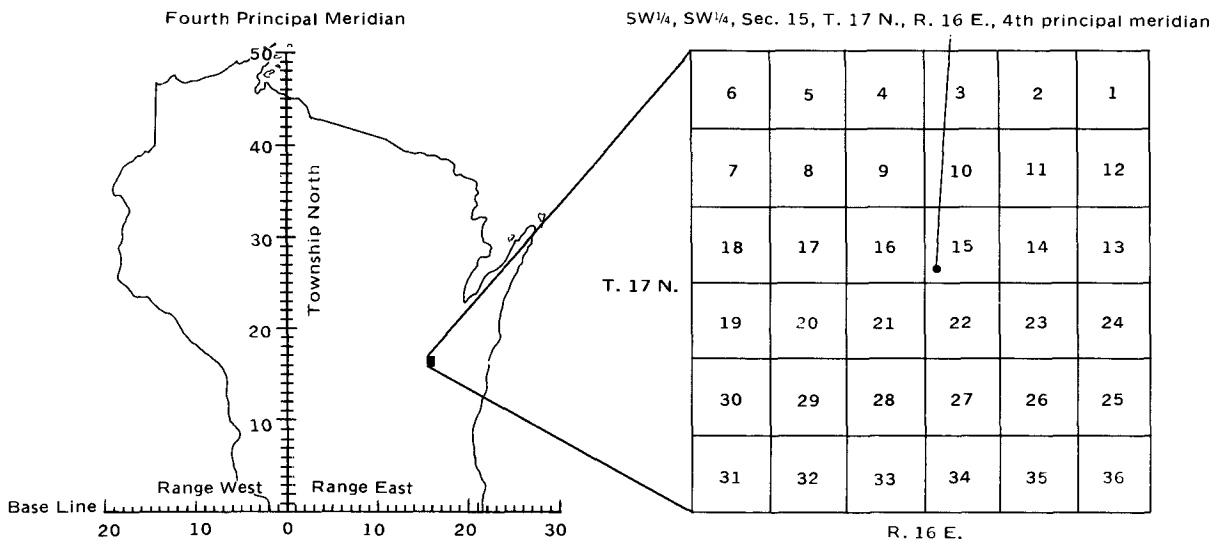 Fourth Principal Meridian
SW¼, SW¼, Sec. 15, T. 17 N., R. 16 E., 4th principal meridian
50
40
30
20
10
Township North
Range West
Range East
Base Line
20 10 0 10 20 30
T. 17 N.
6 5 4 3 2 1
7 8 9 10 11 12
18 17 16 15 14 13
19 20 21 22 23 24
30 29 28 27 26 25
31 32 33 34 35 36
R. 16 E.